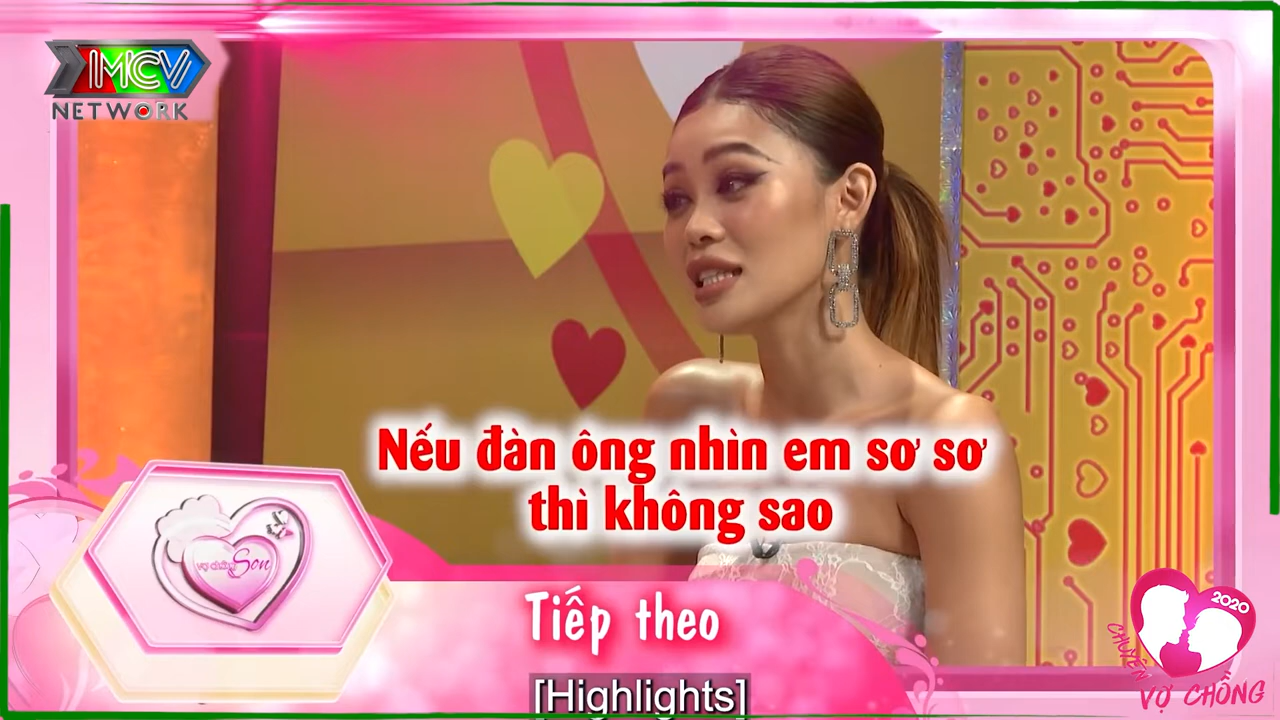 MCV
NETWORK
Nếu đàn ông nhìn em sơ sơ
thì không sao
vợ chồng Son
Tiếp theo
[Highlights]
2020
CHUYỆN
VỢ CHỒNG